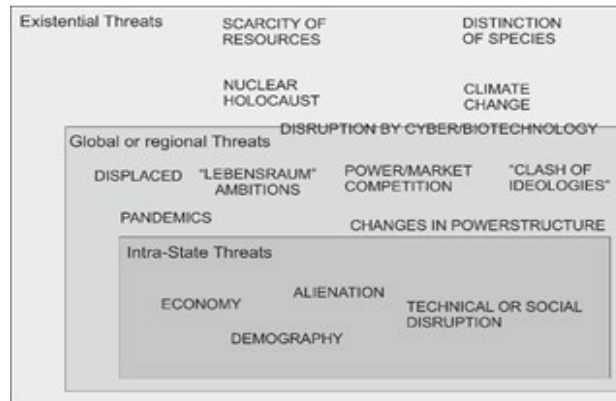 Existential Threats
SCARCITY OF
RESOURCES
DISTINCTION
OF SPECIES
NUCLEAR
HOLOCAUST
CLIMATE
CHANGE
DISRUPTION BY CYBER/BIOTECHNOLOGY
Global or regional Threats
DISPLACED
"LEBENSRAUM"
AMBITIONS
POWER/MARKET
COMPETITION
"CLASH OF
IDEOLOGIES"
PANDEMICS
CHANGES IN POWERSTRUCTURE
Intra-State Threats
ECONOMY
ALIENATION
TECHNICAL OR SOCIAL
DISRUPTION
DEMOGRAPHY